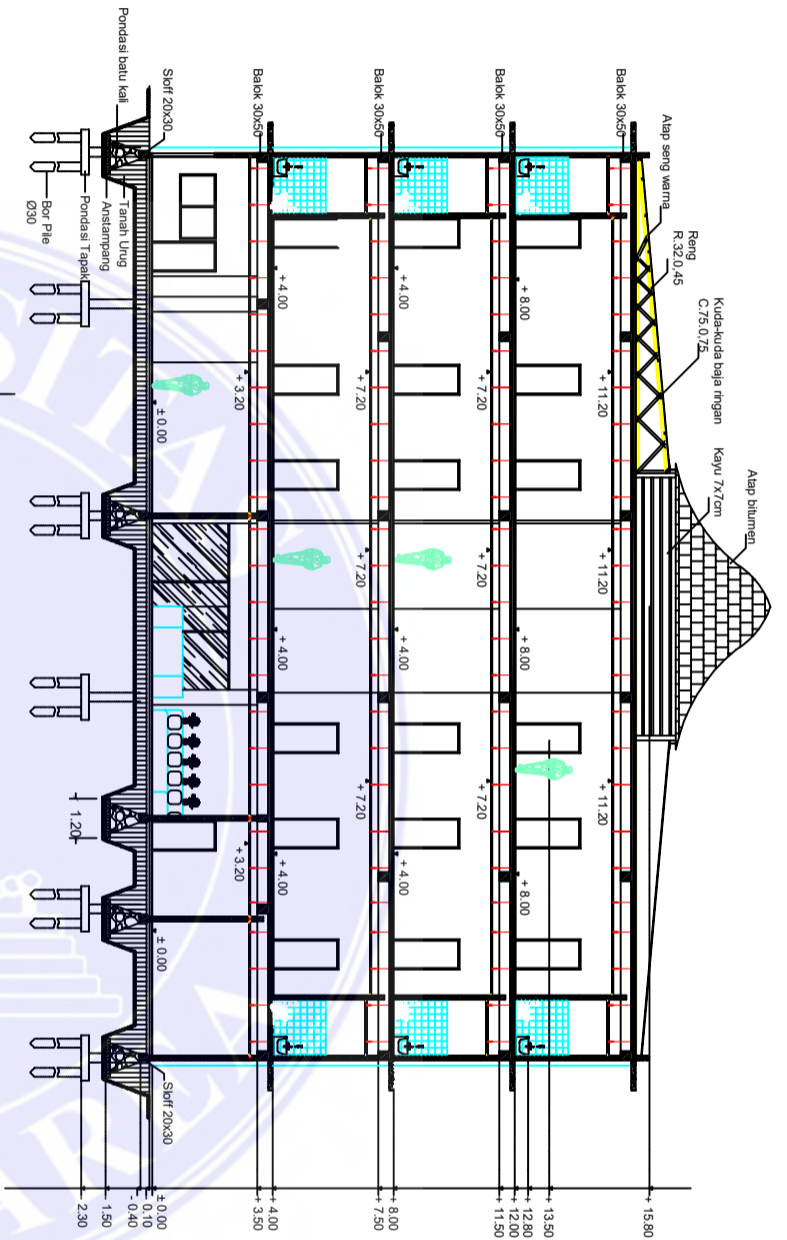 Atap bitumen
Kayu 7x7cm
Kuda-kuda baja ringan
C.75.0,75
Reng
R.32.0,45
Atap seng warna
Balok 30x50
Balok 30x50
Balok 30x50
Balok 30x50
Sloff 20x30
Pondasi batu kali
+ 11.20
+ 11.20
+ 11.20
+ 8.00
+ 8.00
+ 8.00
+ 7.20
+ 7.20
+ 7.20
+ 4.00
+ 4.00
+ 4.00
+ 7.20
+ 7.20
+ 7.20
+ 4.00
+ 4.00
+ 4.00
+ 3.20
+ 3.20
± 0.00
± 0.00
Sloff 20x30
Tanah Urug
Anstampang
Pondasi Tapak
Bor Pile
Ø30
1.20
+ 15.80
+ 13.50
+ 12.80
+ 12.00
+ 11.50
+ 8.00
+ 7.50
+ 4.00
+ 3.50
± 0.00
- 0.10
- 0.40
- 1.50
- 2.30
SITAS